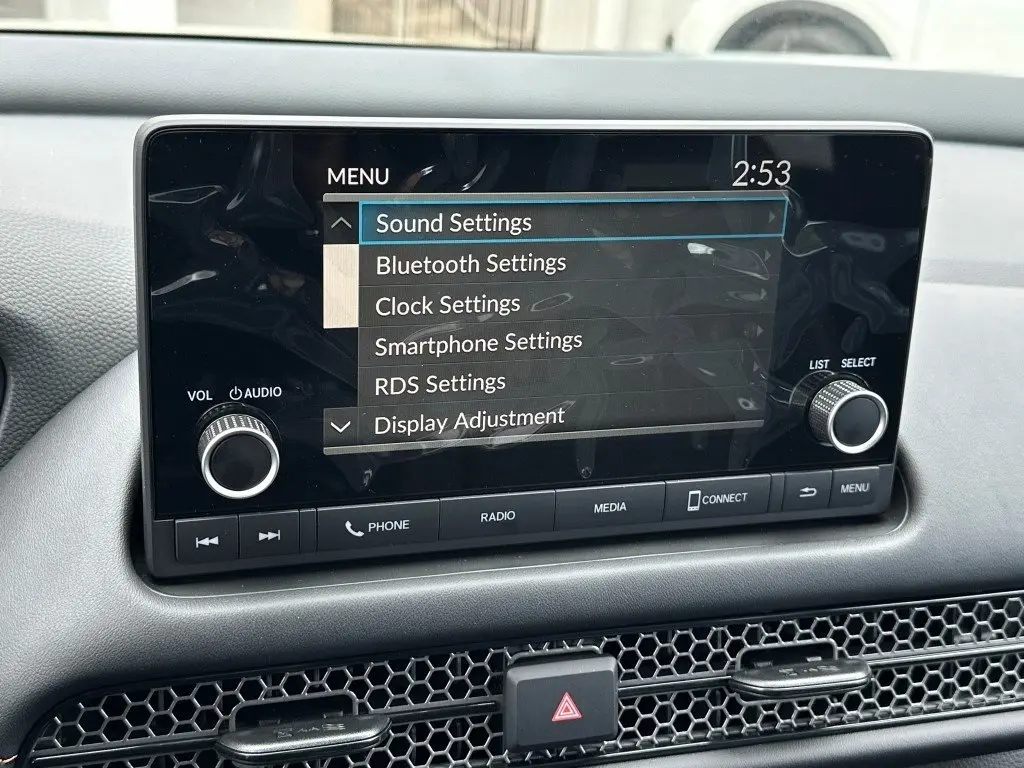 MENU 2:53
Sound Settings
Bluetooth Settings
Clock Settings
Smartphone Settings
RDS Settings
Display Adjustment
VOL AUDIO
LIST SELECT
PHONE RADIO MEDIA CONNECT MENU